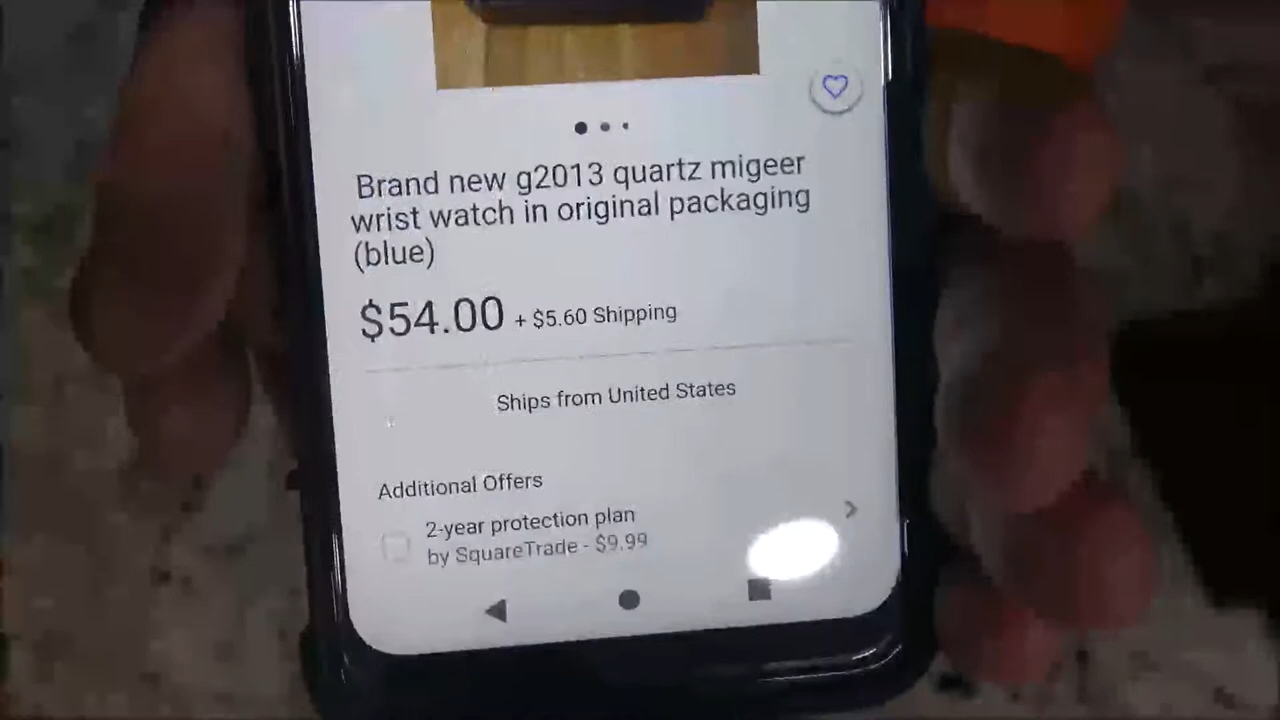 Brand new g2013 quartz migeer
wrist watch in original packaging
(blue)
$54.00 + $5.60 Shipping
Ships from United States
Additional Offers
2-year protection plan
by SquareTrade - $9.99